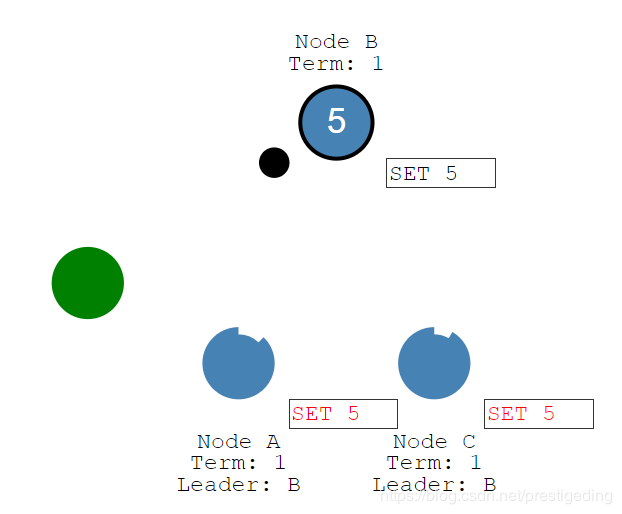 Node B
Term: 1
5
SET 5
SET 5
SET 5
Node A
Term: 1
Leader: B
Node C
Term: 1
Leader: B
https://blog.csdn.net/prestigeding